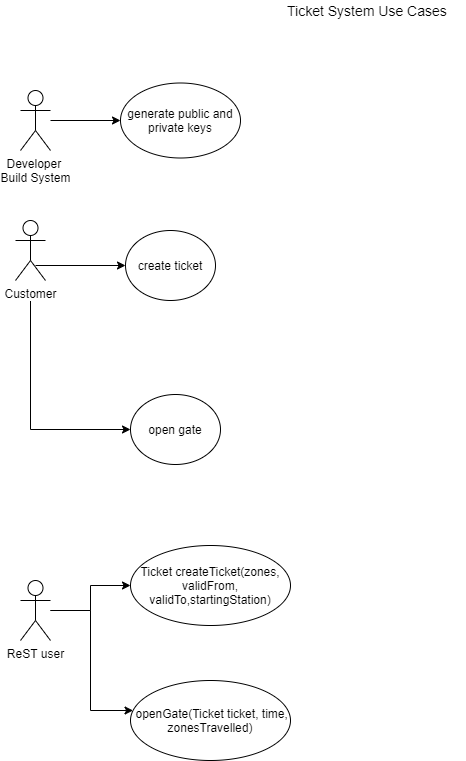 Ticket System Use Cases
generate public and
private keys
Developer
Build System
create ticket
Customer
open gate
Ticket createTicket(zones,
validFrom,
validTo,startingStation)
ReST user
openGate(Ticket ticket, time,
zonesTravelled)